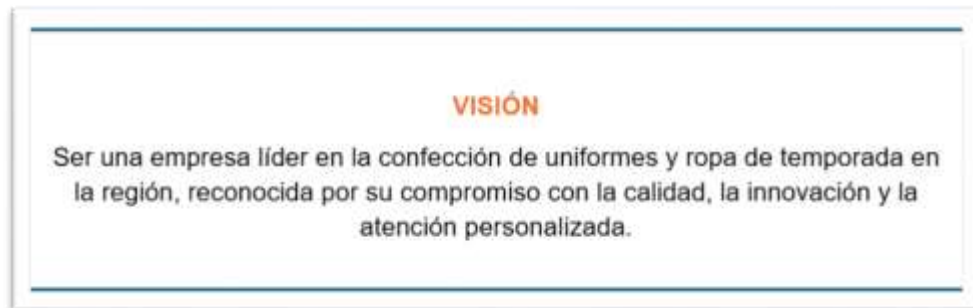 VISIÓN
Ser una empresa líder en la confección de uniformes y ropa de temporada en
la región, reconocida por su compromiso con la calidad, la innovación y la
atención personalizada.